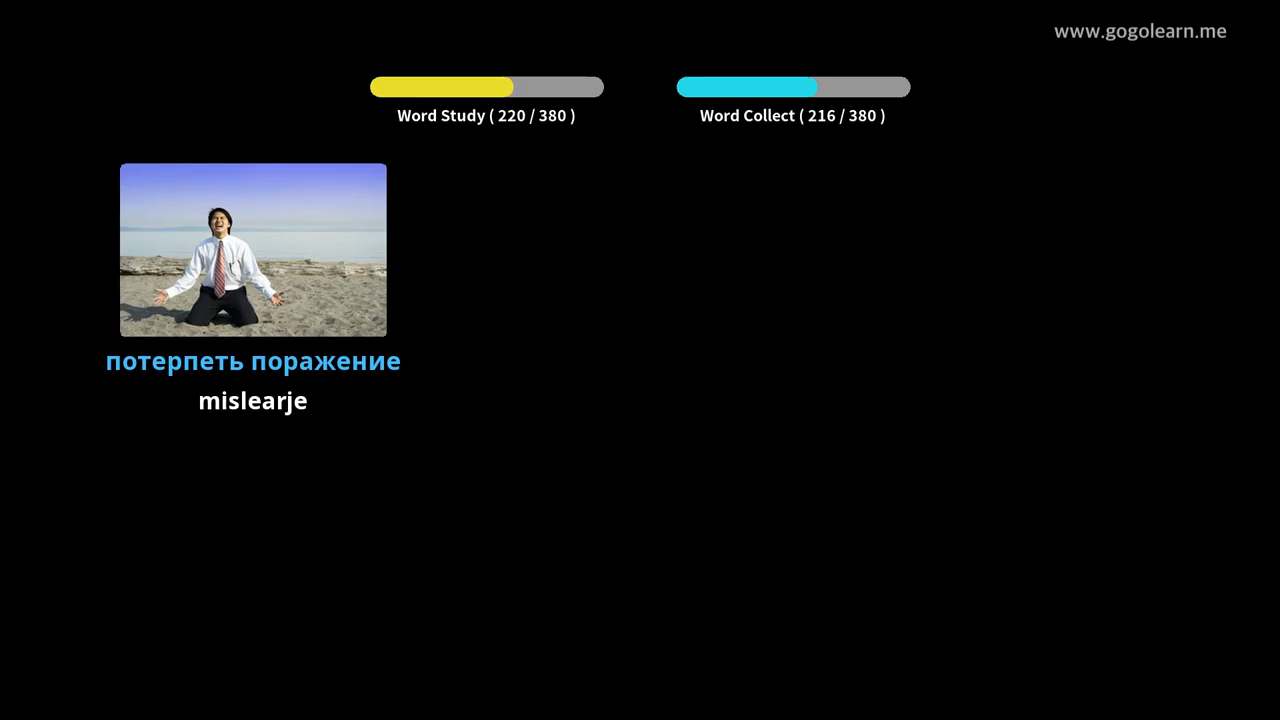 www.gogolearn.me
Word Study ( 220 / 380 )
Word Collect ( 216 / 380 )
потерпеть поражение
mislearje